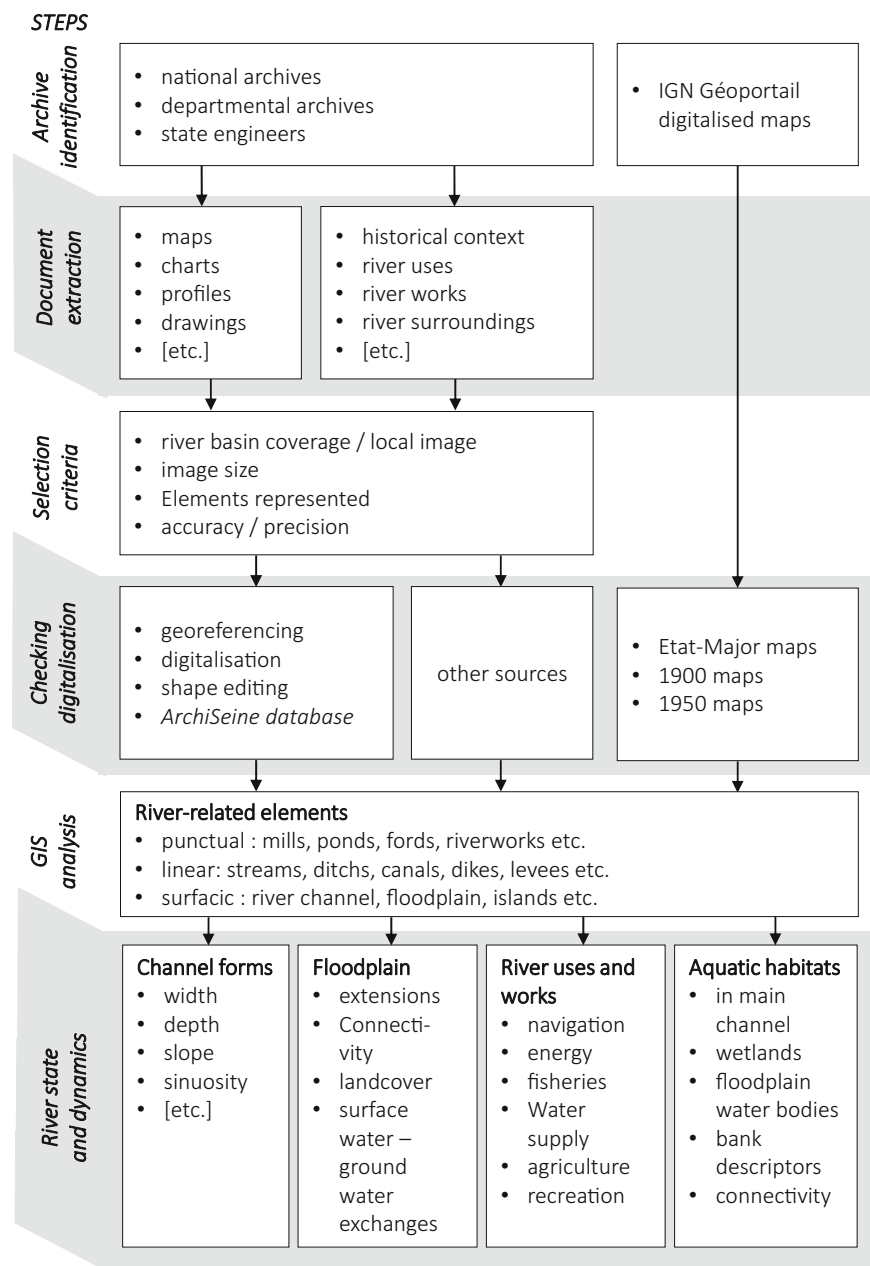 STEPS
Archive
identification
• national archives
• departmental archives
• state engineers
• IGN Géoportail
digitalised maps
Document
extraction
• maps
• charts
• profiles
• drawings
• [etc.]
• historical context
• river uses
• river works
• river surroundings
• [etc.]
Selection
criteria
• river basin coverage / local image
• image size
• Elements represented
• accuracy / precision
Checking
digitalisation
• georeferencing
• digitalisation
• shape editing
• ArchiSeine database
other sources
• Etat-Major maps
• 1900 maps
• 1950 maps
GIS
analysis
River-related elements
• punctual : mills, ponds, fords, riverworks etc.
• linear: streams, ditchs, canals, dikes, levees etc.
• surfacic : river channel, floodplain, islands etc.
River state
and dynamics
Channel forms
• width
• depth
• slope
• sinuosity
• [etc.]
Floodplain
• extensions
• Connecti-
vity
• landcover
• surface
water –
ground
water
exchanges
River uses and
works
• navigation
• energy
• fisheries
• Water
supply
• agriculture
• recreation
Aquatic habitats
• in main
channel
• wetlands
• floodplain
water bodies
• bank
descriptors
• connectivity